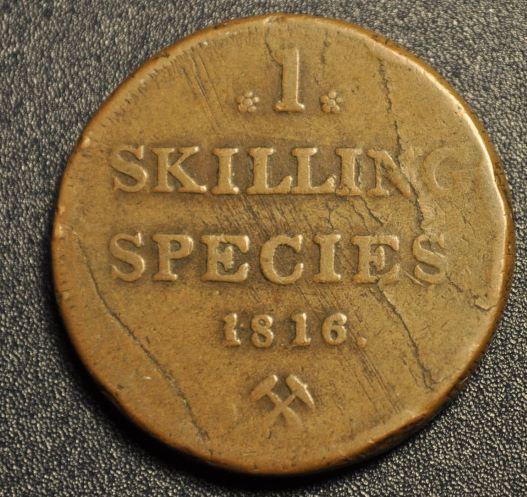 1
SKILLING
SPECIES
1816.